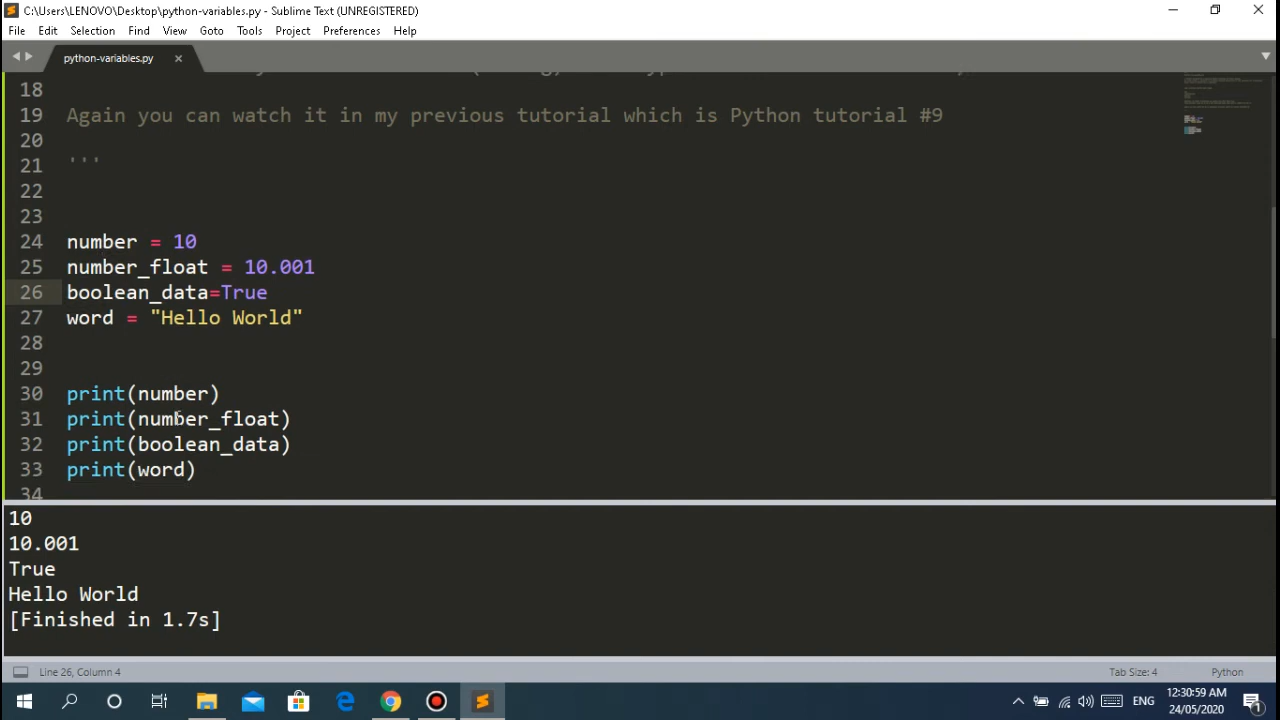 C:\Users\LENOVO\Desktop\python-variables.py - Sublime Text (UNREGISTERED)
File Edit Selection Find View Goto Tools Project Preferences Help
python-variables.py
18
19 Again you can watch it in my previous tutorial which is Python tutorial #9
20
21 '''
22
23
24 number = 10
25 number_float = 10.001
26 boolean_data=True
27 word = "Hello World"
28
29
30 print(number)
31 print(number_float)
32 print(boolean_data)
33 print(word)
34
10
10.001
True
Hello World
[Finished in 1.7s]
Line 26, Column 4 Tab Size: 4 Python
12:30:59 AM
ENG
24/05/2020
1